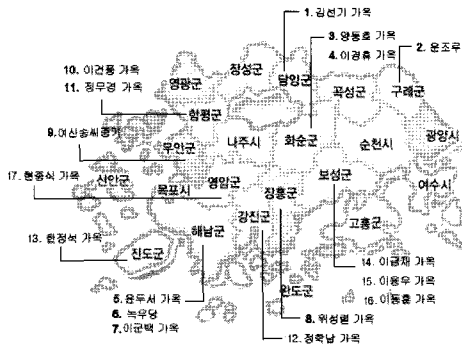 1. 김선기 가옥
3. 양동호 가옥
4. 이경휴 가옥
2. 운조루
10. 이건풍 가옥
11. 정무경 가옥
장성군
담양군
영광군
곡성군
구례군
함평군
9. 여산송씨종가
무안군
나주시
화순군
순천시
광양시
17. 현종식 가옥
신안군
목포시
영암군
장흥군
보성군
여수시
강진군
고흥군
해남군
13. 한정석 가옥
진도군
14. 이금재 가옥
15. 이용우 가옥
16. 이동훈 가옥
5. 윤두서 가옥
6. 녹우당
7. 이군택 가옥
완도군
8. 위성렬 가옥
12. 정학남 가옥